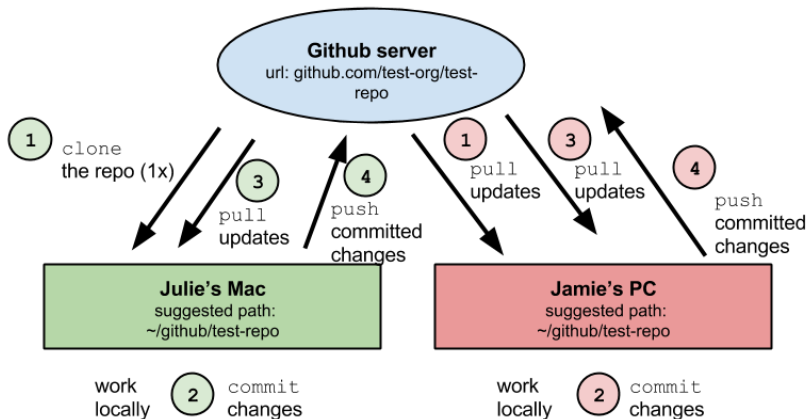 Github server
url: github.com/test-org/test-
repo
1
clone
the repo (1x)
3
pull
updates
4
push
committed
changes
1
pull
updates
3
pull
updates
4
push
committed
changes
Julie's Mac
suggested path:
~/github/test-repo
Jamie's PC
suggested path:
~/github/test-repo
work
locally
2
commit
changes
work
locally
2
commit
changes